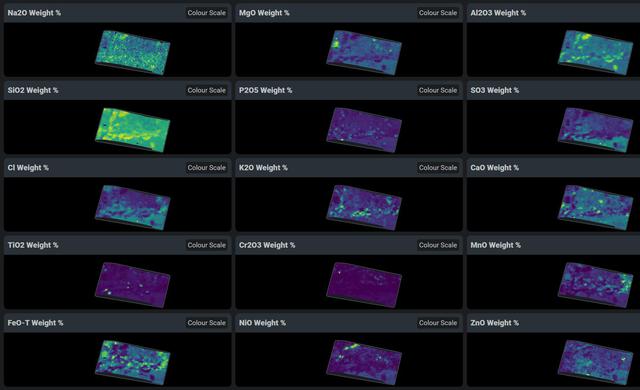 Na2O Weight % Colour Scale MgO Weight % Colour Scale Al2O3 Weight %
SiO2 Weight % Colour Scale P2O5 Weight % Colour Scale SO3 Weight %
Cl Weight % Colour Scale K2O Weight % Colour Scale CaO Weight %
TiO2 Weight % Colour Scale Cr2O3 Weight % Colour Scale MnO Weight %
FeO-T Weight % Colour Scale NiO Weight % Colour Scale ZnO Weight %